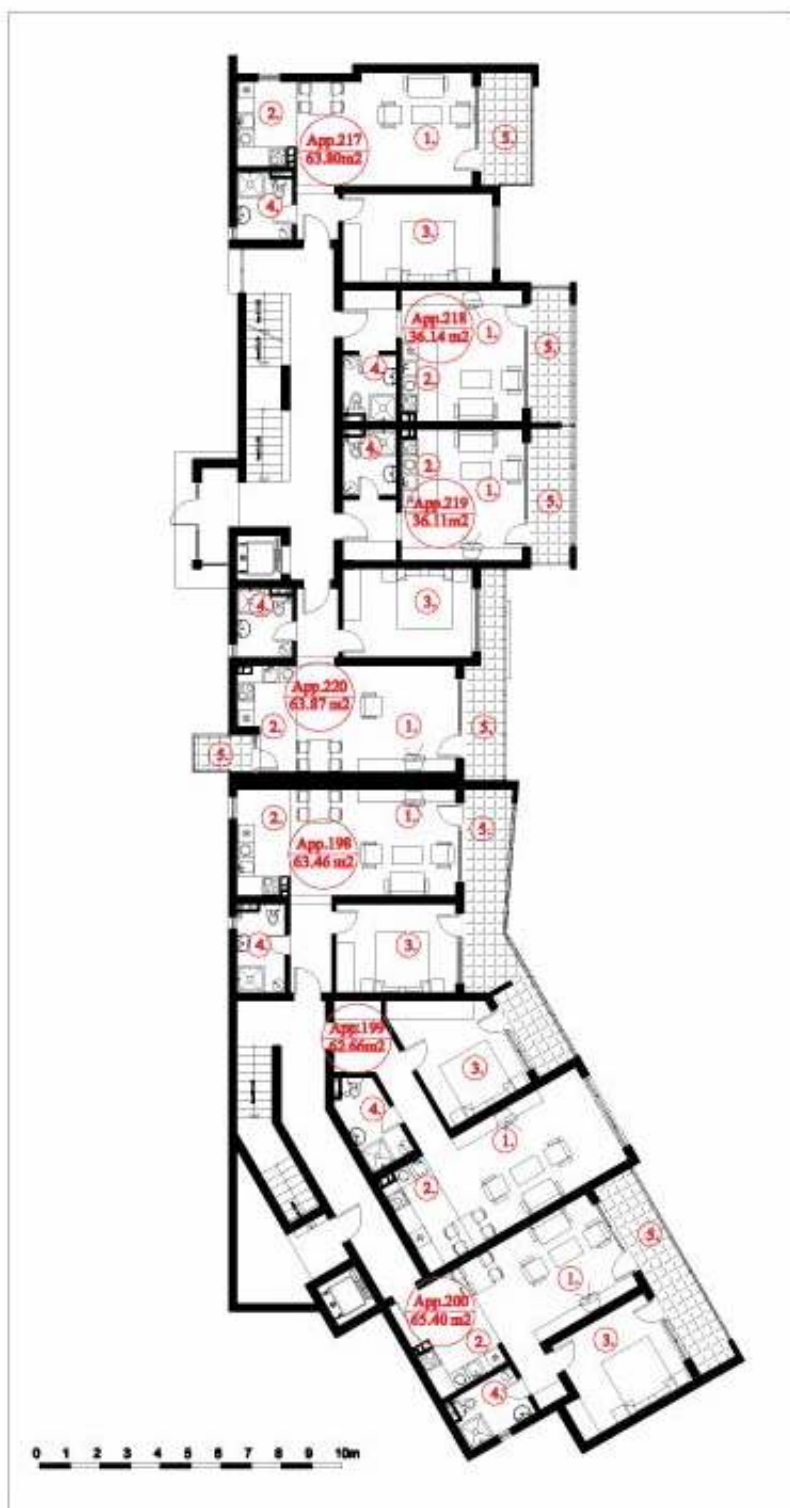 2.
1.
5.
App.217
63.80m2
4.
3.
App.218
36.14 m2
1.
5.
4.
2.
4.
2.
1.
5.
App.219
36.11m2
4.
3.
App.220
63.87 m2
2.
1.
5.
5.
2.
1.
5.
App.198
63.46 m2
4.
3.
App.199
62.66m2
3.
4.
1.
2.
5.
1.
App.200
65.40 m2
2.
3.
4.
0 1 2 3 4 5 6 7 8 9 10m